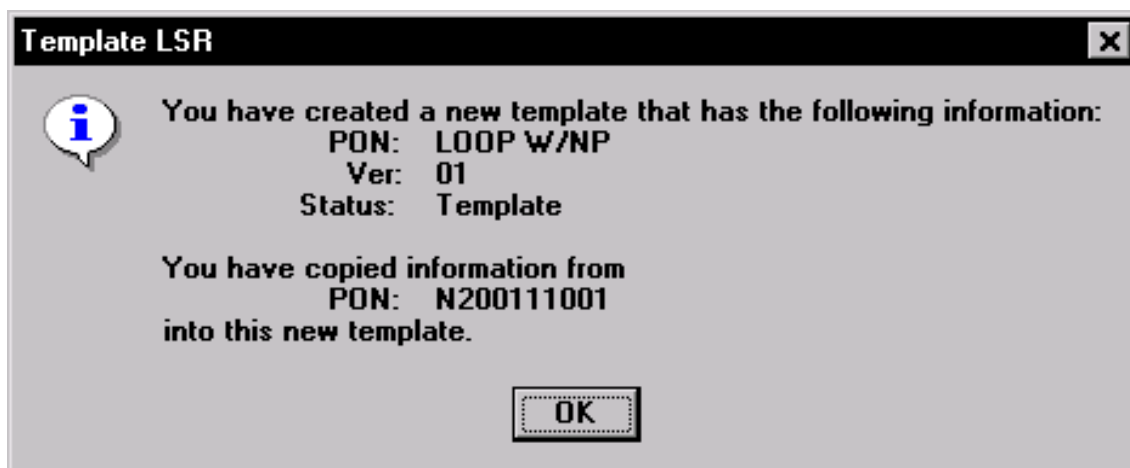 Template LSR
You have created a new template that has the following information:
PON: LOOP W/NP
Ver: 01
Status: Template
You have copied information from
PON: N200111001
into this new template.
OK